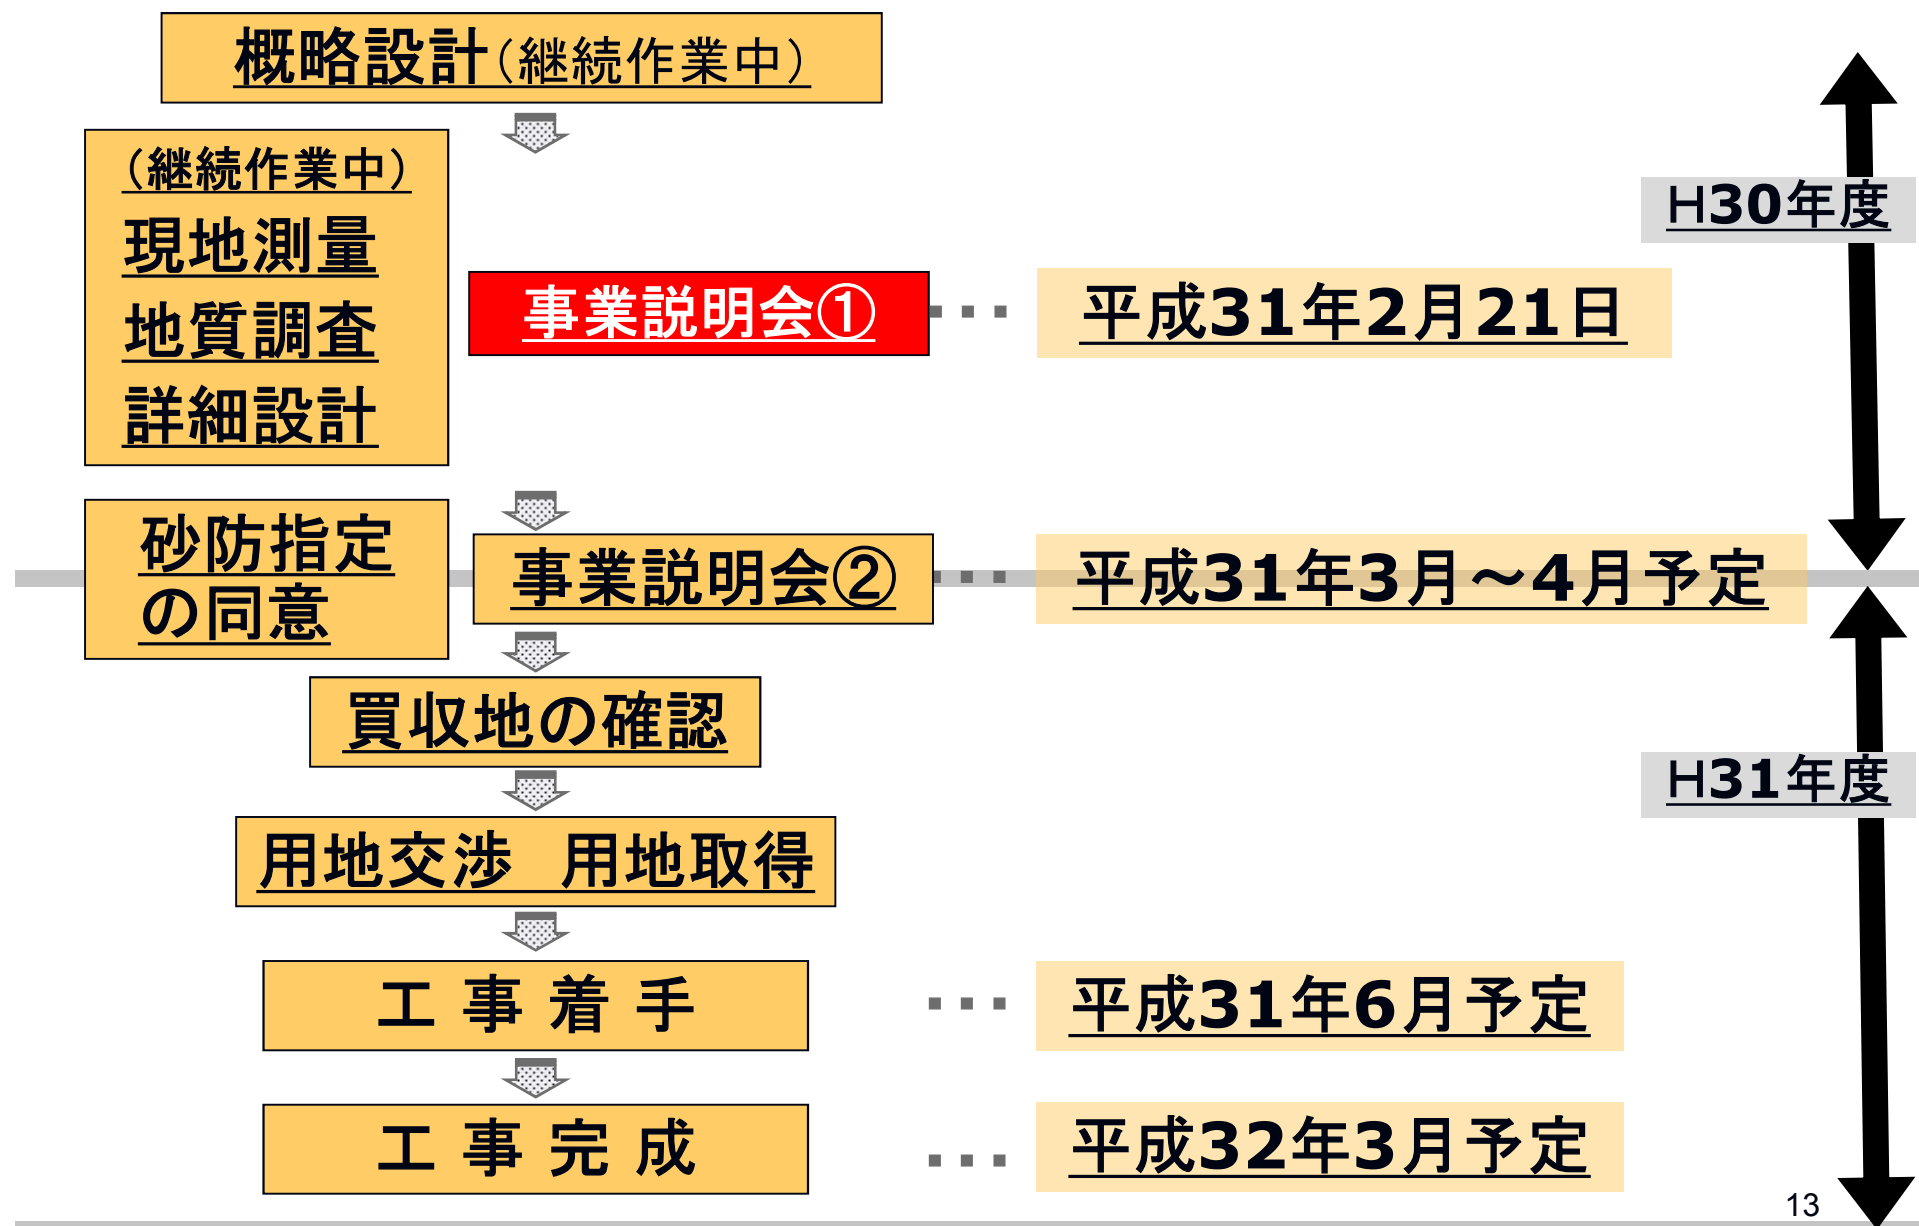 概略設計(継続作業中)
(継続作業中)
現地測量
地質調査
詳細設計
事業説明会① ・・・ 平成31年2月21日
H30年度
砂防指定
の同意
事業説明会② ・・・ 平成31年3月～4月予定
買収地の確認
H31年度
用地交渉　用地取得
工 事 着 手 ・・・ 平成31年6月予定
工 事 完 成 ・・・ 平成32年3月予定
13